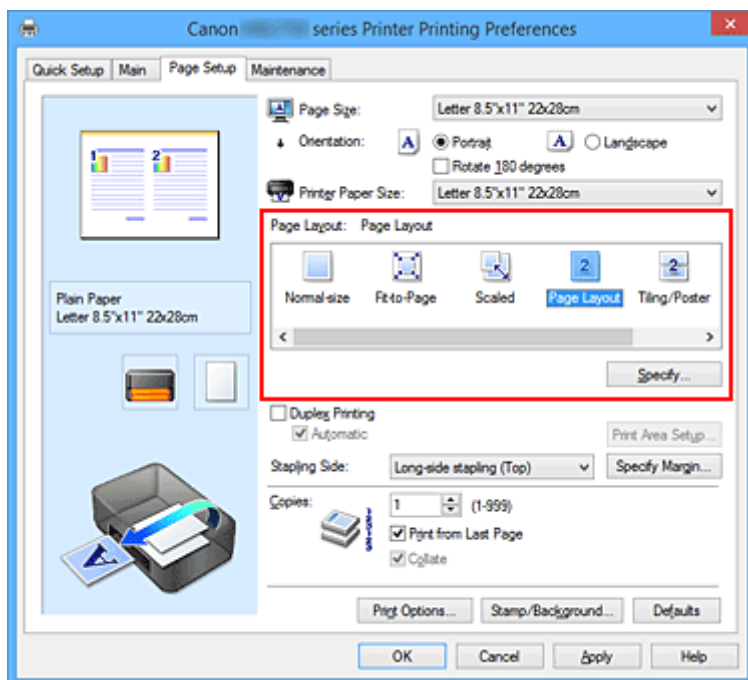 Canon series Printer Printing Preferences
Quick Setup Main Page Setup Maintenance
1 2
Plain Paper
Letter 8.5"x11" 22x28cm
Page Size: Letter 8.5"x11" 22x28cm
Orientation: A Portrait A Landscape
Rotate 180 degrees
Printer Paper Size: Letter 8.5"x11" 22x28cm
Page Layout: Page Layout
2 2
Normal-size Fit-to-Page Scaled Page Layout Tiling/Poster
Specify...
Duplex Printing
Automatic Print Area Setup...
Stapling Side: Long-side stapling (Top) Specify Margin...
Copies: 1 (1-999)
Print from Last Page
Collate
A
Print Options... Stamp/Background... Defaults
OK Cancel Apply Help